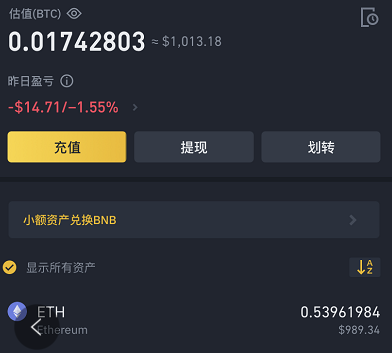 估值(BTC)
0.01742803 ≈ $1,013.18
昨日盈亏
-$14.71/-1.55%
充值 提现 划转
小额资产兑换BNB
显示所有资产
ETH 0.53961984
Ethereum $989.34